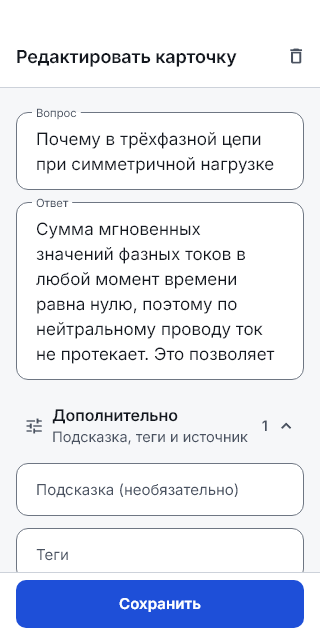 Редактировать карточку
Вопрос
Почему в трёхфазной цепи
при симметричной нагрузке
Ответ
Сумма мгновенных
значений фазных токов в
любой момент времени
равна нулю, поэтому по
нейтральному проводу ток
не протекает. Это позволяет
Дополнительно
Подсказка, теги и источник
1
Подсказка (необязательно)
Теги
Сохранить